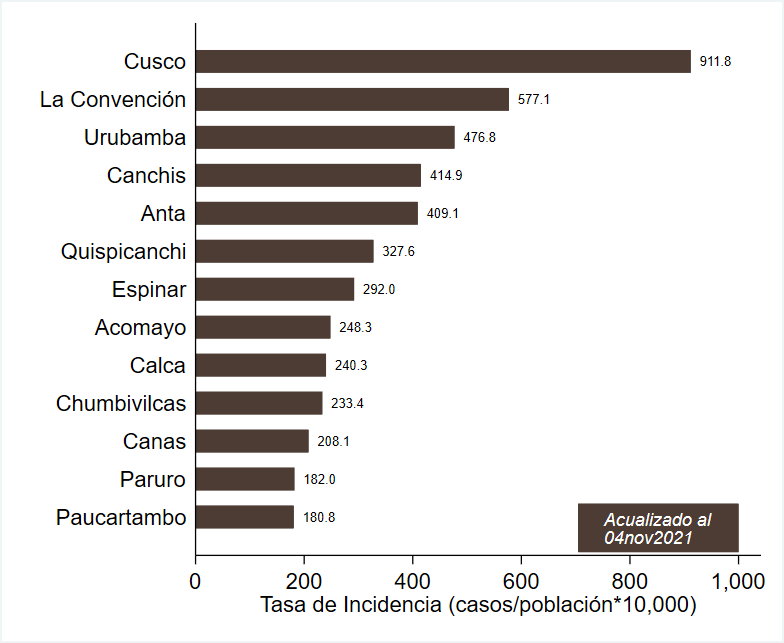 Cusco 911.8
La Convención 577.1
Urubamba 476.8
Canchis 414.9
Anta 409.1
Quispicanchi 327.6
Espinar 292.0
Acomayo 248.3
Calca 240.3
Chumbivilcas 233.4
Canas 208.1
Paruro 182.0
Paucartambo 180.8
Acualizado al
04nov2021
0 200 400 600 800 1,000
Tasa de Incidencia (casos/población*10,000)